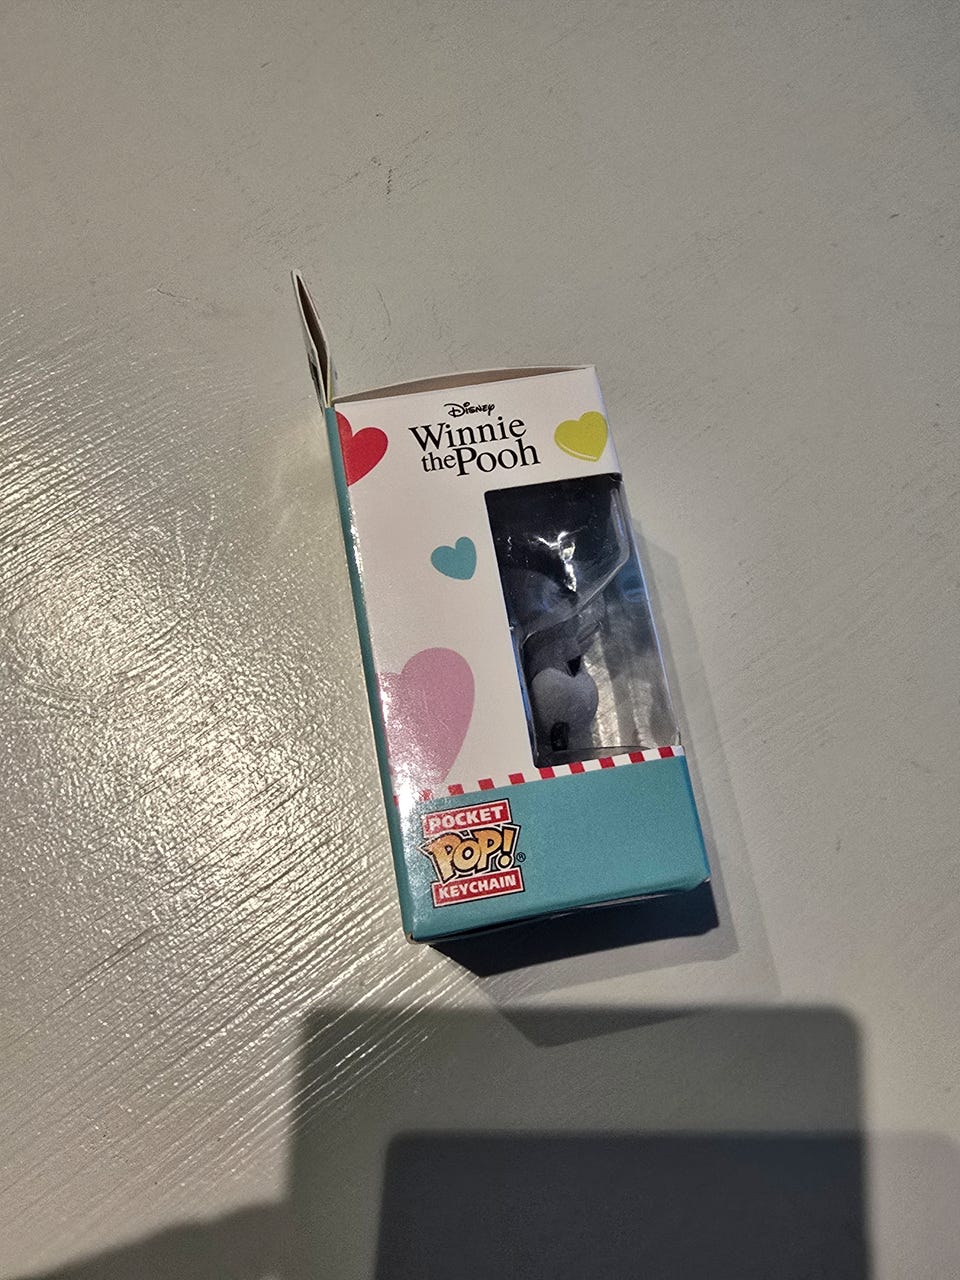 Disney
Winnie
the Pooh
POCKET
POP!®
KEYCHAIN